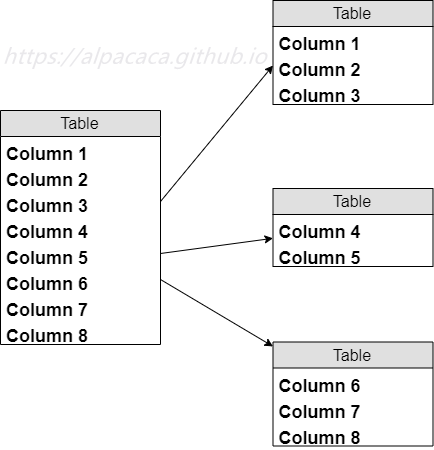 https://alpacaca.github.io
Table
Column 1
Column 2
Column 3
Column 4
Column 5
Column 6
Column 7
Column 8
Table
Column 1
Column 2
Column 3
Table
Column 4
Column 5
Table
Column 6
Column 7
Column 8